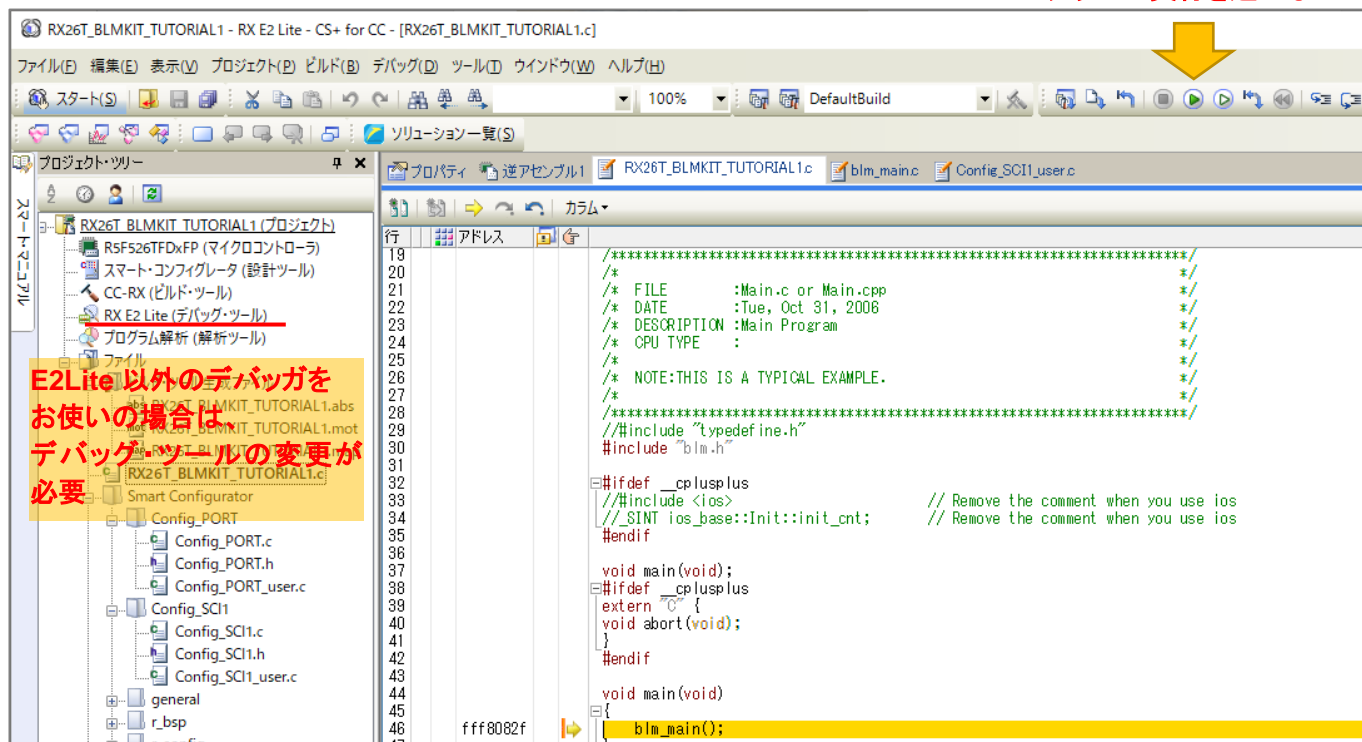 RX26T_BLMKIT_TUTORIAL1 - RX E2 Lite - CS+ for CC - [RX26T_BLMKIT_TUTORIAL1.c]
ファイル(F) 編集(E) 表示(V) プロジェクト(P) ビルド(B) デバッグ(D) ツール(T) ウインドウ(W) ヘルプ(H)
スタート(S) 100% DefaultBuild
ソリューション一覧(S)
プロジェクト・ツリー
プロパティ 逆アセンブル1 RX26T_BLMKIT_TUTORIAL1.c blm_main.c Config_SCI1_user.c
スマート・マニュアル
カラム
行 アドレス
RX26T_BLMKIT_TUTORIAL1 (プロジェクト)
R5F526TFDxFP (マイクロコントローラ)
スマート・コンフィグレータ (設計ツール)
CC-RX (ビルド・ツール)
RX E2 Lite (デバッグ・ツール)
プログラム解析 (解析ツール)
ファイル
E2Lite 以外のデバッガを
お使いの場合は、
デバッグ・ツールの変更が
必要
RX26T_BLMKIT_TUTORIAL1.abs
RX26T_BLMKIT_TUTORIAL1.mot
RX26T_BLMKIT_TUTORIAL1.c
Smart Configurator
Config_PORT
Config_PORT.c
Config_PORT.h
Config_PORT_user.c
Config_SCI1
Config_SCI1.c
Config_SCI1.h
Config_SCI1_user.c
general
r_bsp
19 /***********************************************************************/
20 /* */
21 /* FILE :Main.c or Main.cpp */
22 /* DATE :Tue, Oct 31, 2006 */
23 /* DESCRIPTION :Main Program */
24 /* CPU TYPE : */
25 /* */
26 /* NOTE:THIS IS A TYPICAL EXAMPLE. */
27 /* */
28 /***********************************************************************/
29 //#include "typedefine.h"
30 #include "blm.h"
31
32 #ifdef __cplusplus
33 //#include <ios> // Remove the comment when you use ios
34 //_SINT ios_base::Init::init_cnt; // Remove the comment when you use ios
35 #endif
36
37 void main(void);
38 #ifdef __cplusplus
39 extern "C" {
40 void abort(void);
41 }
42 #endif
43
44 void main(void)
45 {
46 fff8082f blm_main();